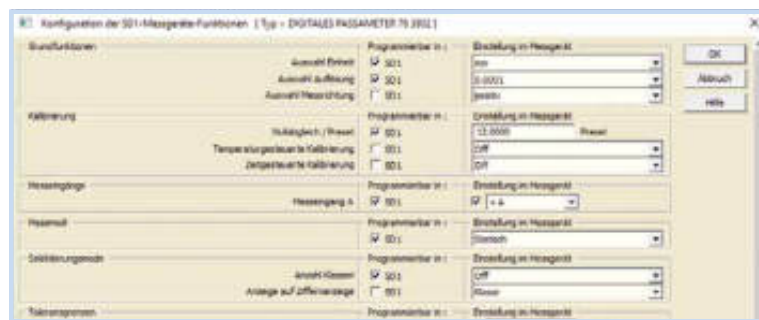 Konfiguration der SD1-Messgeräte-Funktionen [ Typ = DIGITALES PASSAMETER ]
Grundfunktionen Programmierbar in : Einstellung im Messgerät
Auswahl Einheit SD1 mm
Auswahl Auflösung SD1 0.0001
Auswahl Messrichtung SD1 positiv
OK
Abbruch
Hilfe
Kalibrierung Programmierbar in : Einstellung im Messgerät
Nullabgleich / Preset SD1 12.0000 Preset
Temperaturgesteuerte Kalibrierung SD1 Off
Zeitgesteuerte Kalibrierung SD1 Off
Messeingänge Programmierbar in : Einstellung im Messgerät
Messeingang A SD1 + A
Messmodi Programmierbar in : Einstellung im Messgerät
SD1 Statisch
Selektierungsmodi Programmierbar in : Einstellung im Messgerät
Anzahl Klassen SD1 Off
Anzeige auf Ziffernanzeige SD1 Klasse
Toleranzgrenzen Programmierbar in : Einstellung im Messgerät